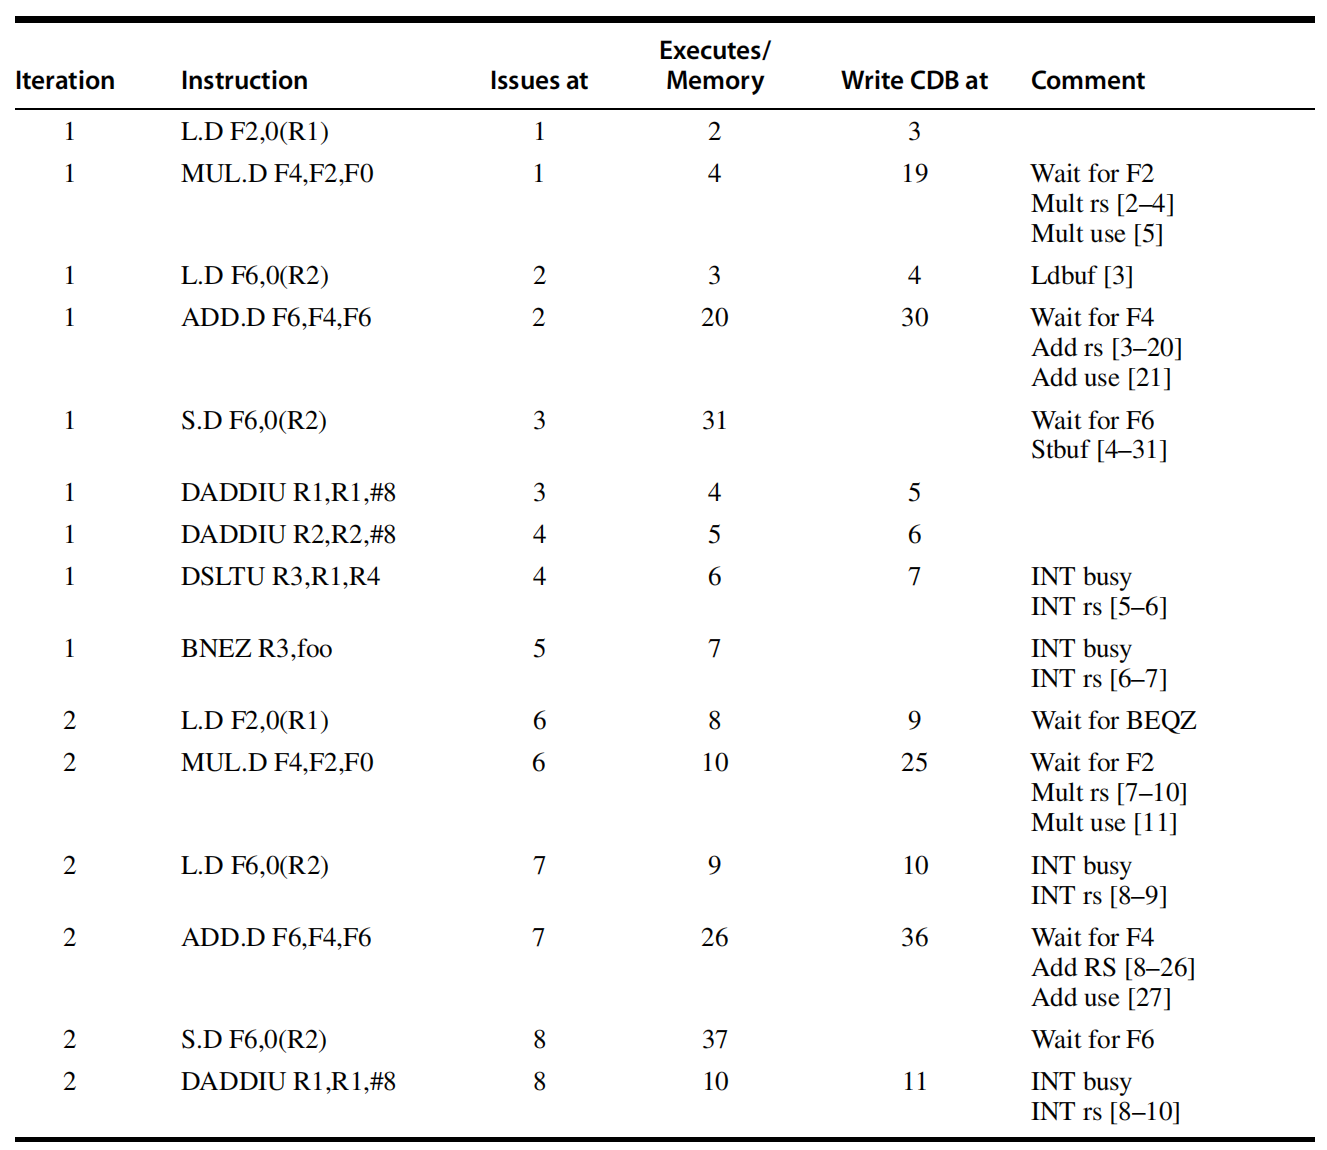 Iteration Instruction Issues at Executes/ Memory Write CDB at Comment
1 L.D F2,0(R1) 1 2 3
1 MUL.D F4,F2,F0 1 4 19 Wait for F2
Mult rs [2–4]
Mult use [5]
1 L.D F6,0(R2) 2 3 4 Ldbuf [3]
1 ADD.D F6,F4,F6 2 20 30 Wait for F4
Add rs [3–20]
Add use [21]
1 S.D F6,0(R2) 3 31 Wait for F6
Stbuf [4–31]
1 DADDIU R1,R1,#8 3 4 5
1 DADDIU R2,R2,#8 4 5 6
1 DSLTU R3,R1,R4 4 6 7 INT busy
INT rs [5–6]
1 BNEZ R3,foo 5 7 INT busy
INT rs [6–7]
2 L.D F2,0(R1) 6 8 9 Wait for BEQZ
2 MUL.D F4,F2,F0 6 10 25 Wait for F2
Mult rs [7–10]
Mult use [11]
2 L.D F6,0(R2) 7 9 10 INT busy
INT rs [8–9]
2 ADD.D F6,F4,F6 7 26 36 Wait for F4
Add RS [8–26]
Add use [27]
2 S.D F6,0(R2) 8 37 Wait for F6
2 DADDIU R1,R1,#8 8 10 11 INT busy
INT rs [8–10]